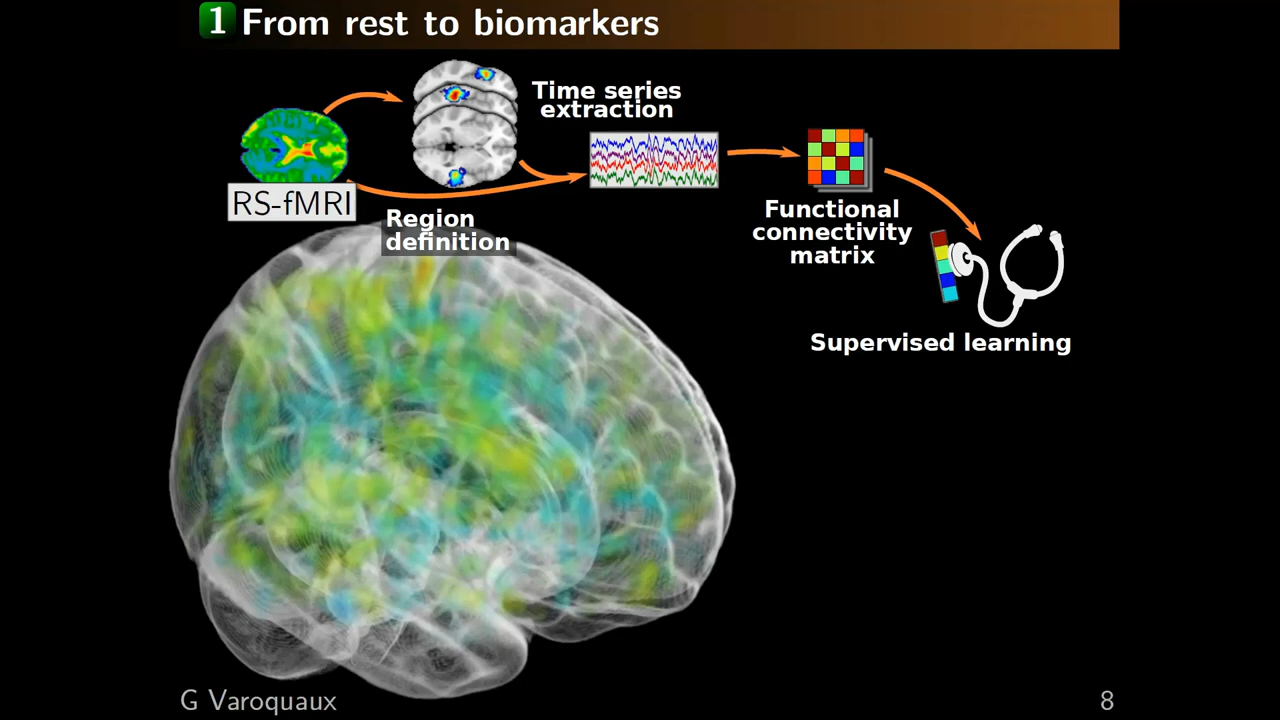 1 From rest to biomarkers
Time series
extraction
RS-fMRI
Region
definition
Functional
connectivity
matrix
Supervised learning
G Varoquaux
8